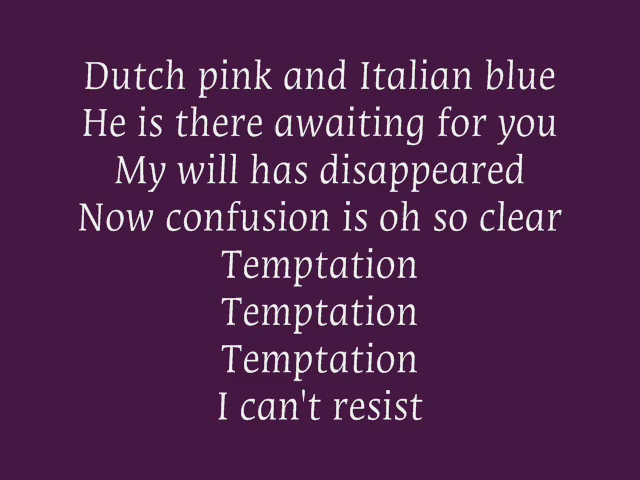 Dutch pink and Italian blue
He is there awaiting for you
My will has disappeared
Now confusion is oh so clear
Temptation
Temptation
Temptation
I can't resist